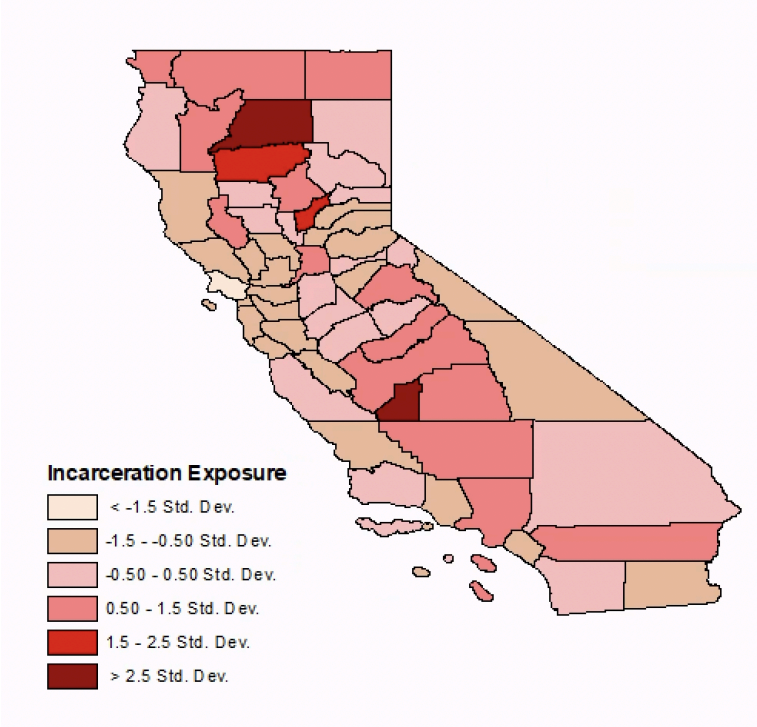 Incarceration Exposure
< -1.5 Std. Dev.
-1.5 - -0.50 Std. Dev.
-0.50 - 0.50 Std. Dev.
0.50 - 1.5 Std. Dev.
1.5 - 2.5 Std. Dev.
> 2.5 Std. Dev.